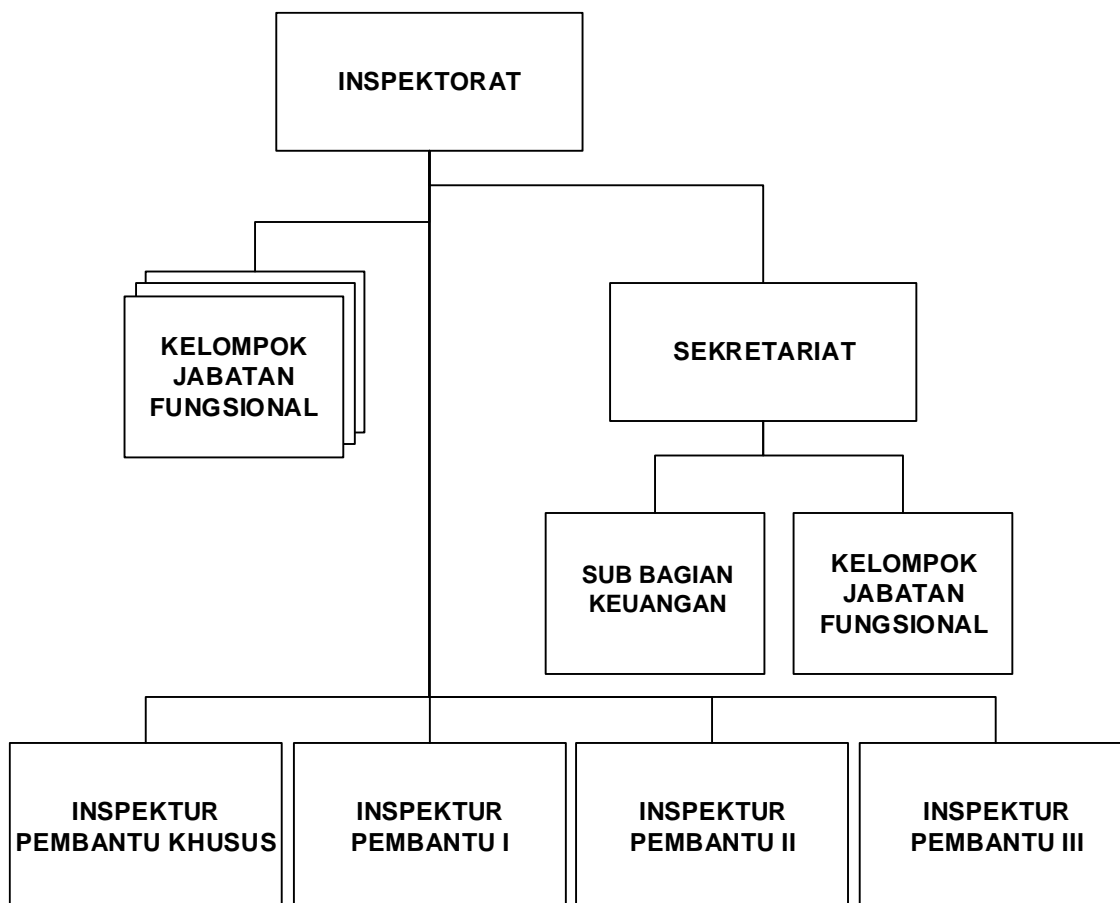 INSPEKTORAT
KELOMPOK
JABATAN
FUNGSIONAL
SEKRETARIAT
SUB BAGIAN
KEUANGAN
KELOMPOK
JABATAN
FUNGSIONAL
INSPEKTUR
PEMBANTU KHUSUS
INSPEKTUR
PEMBANTU I
INSPEKTUR
PEMBANTU II
INSPEKTUR
PEMBANTU III